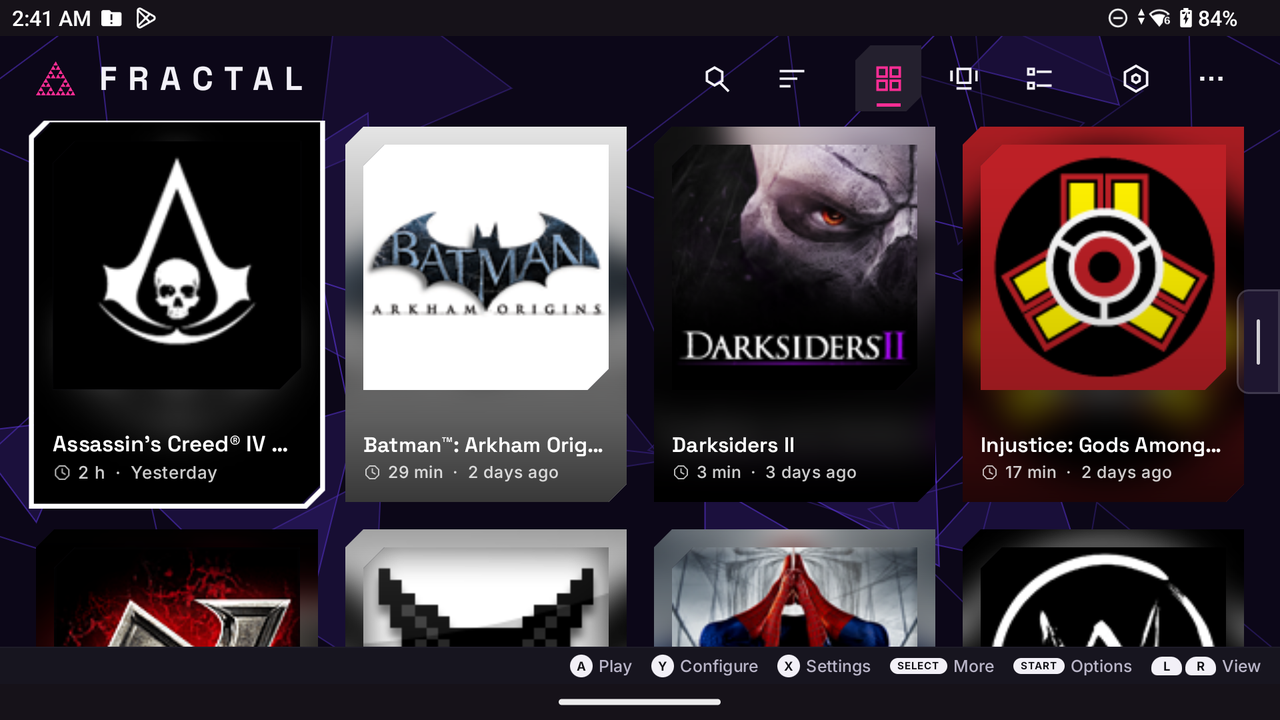 2:41 AM
6
84%
FRACTAL
BATMAN
ARKHAM ORIGINS
DARKSIDERS II
Assassin's Creed® IV ...
2 h · Yesterday
Batman™: Arkham Orig...
29 min · 2 days ago
Darksiders II
3 min · 3 days ago
Injustice: Gods Among...
17 min · 2 days ago
A Play Y Configure X Settings SELECT More START Options L R View